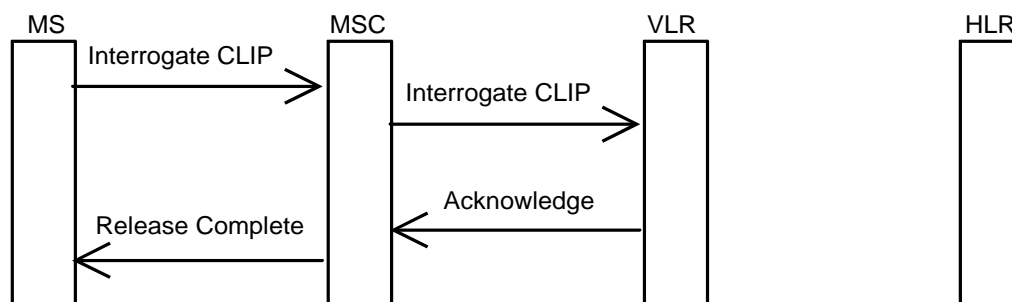 MS MSC VLR HLR
Interrogate CLIP
Interrogate CLIP
Acknowledge
Release Complete